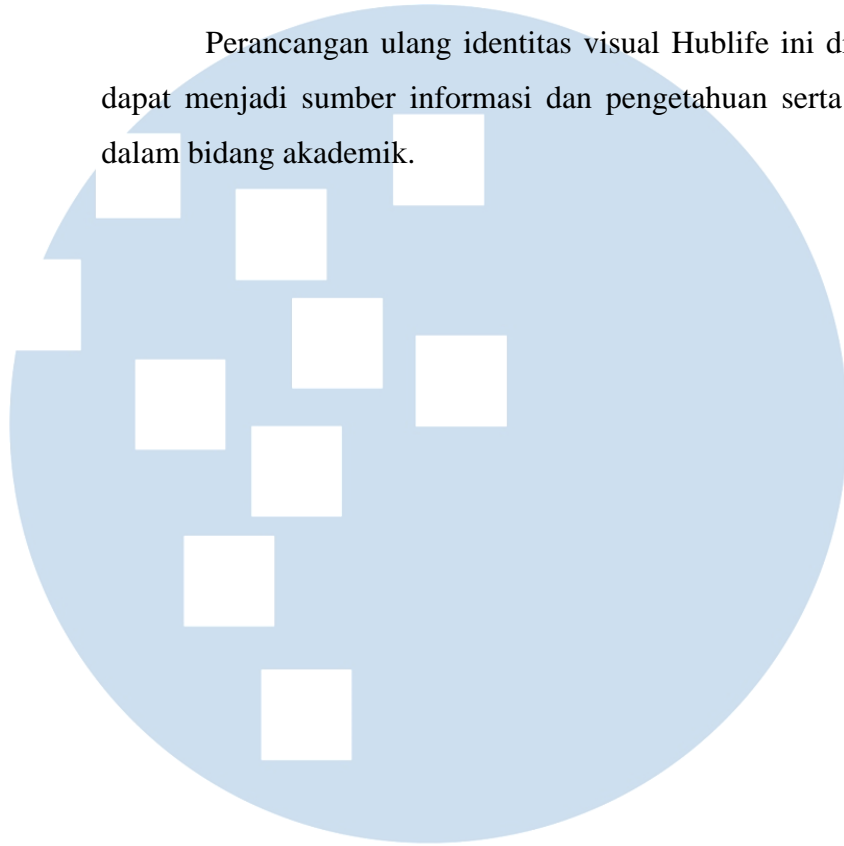 Perancangan ulang identitas visual Hublife ini
dapat menjadi sumber informasi dan pengetahuan serta
dalam bidang akademik.